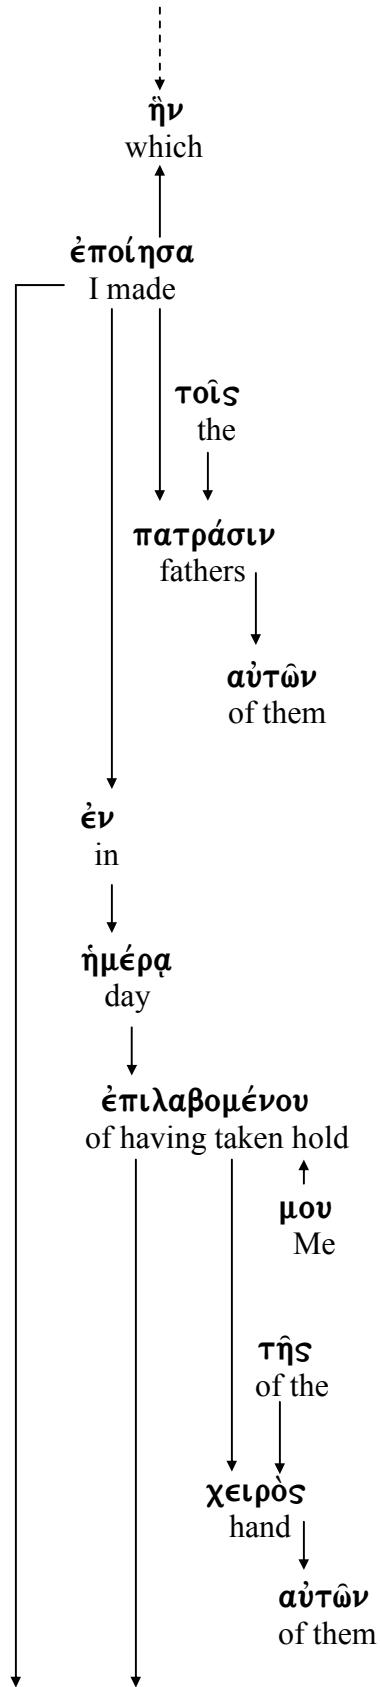 ἣν
which
ἐποίησα
I made
τοῖς
the
πατράσιν
fathers
αὐτῶν
of them
ἐν
in
ἡμέρᾳ
day
ἐπιλαβομένου
of having taken hold
μου
Me
τῆς
of the
χειρὸς
hand
αὐτῶν
of them